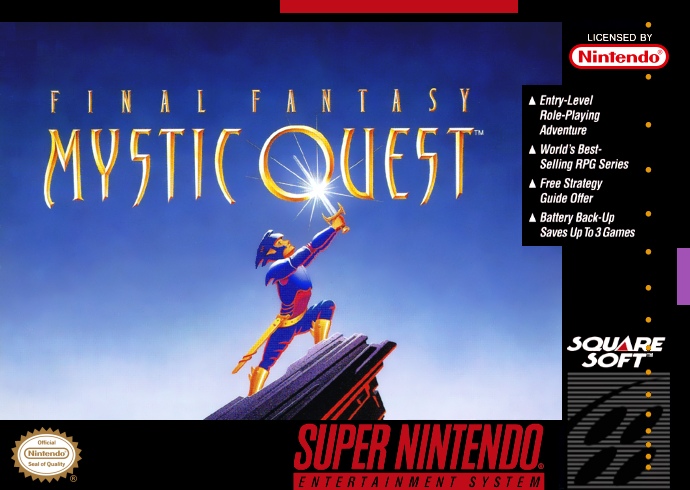 LICENSED BY
Nintendo®
FINAL FANTASY
MYSTIC QUEST™
▲ Entry-Level
Role-Playing
Adventure
▲ World's Best-
Selling RPG Series
▲ Free Strategy
Guide Offer
▲ Battery Back-Up
Saves Up To 3 Games
SQUARE
SOFT™
Official
Nintendo®
Seal of Quality
®
SUPER NINTENDO®
ENTERTAINMENT SYSTEM